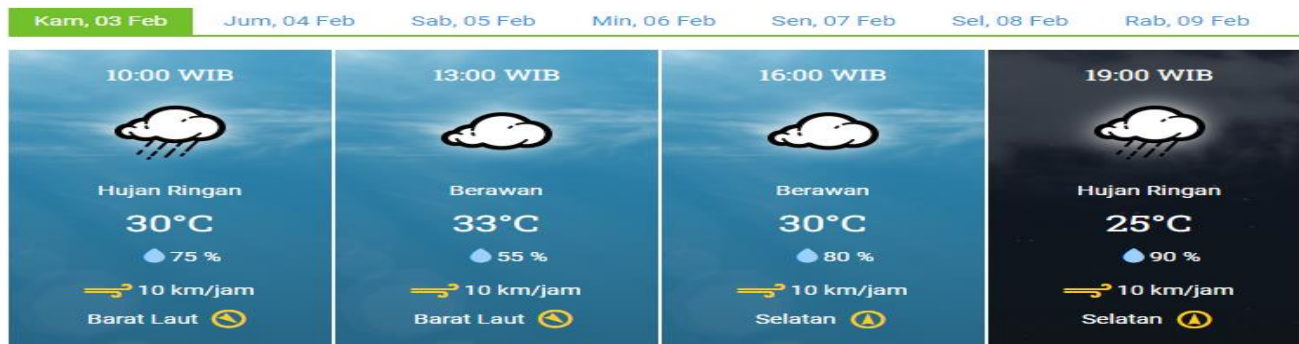 Kam, 03 Feb Jum, 04 Feb Sab, 05 Feb Min, 06 Feb Sen, 07 Feb Sel, 08 Feb Rab, 09 Feb
10:00 WIB
Hujan Ringan
30°C
75 %
10 km/jam
Barat Laut
13:00 WIB
Berawan
33°C
55 %
10 km/jam
Barat Laut
16:00 WIB
Berawan
30°C
80 %
10 km/jam
Selatan
19:00 WIB
Hujan Ringan
25°C
90 %
10 km/jam
Selatan